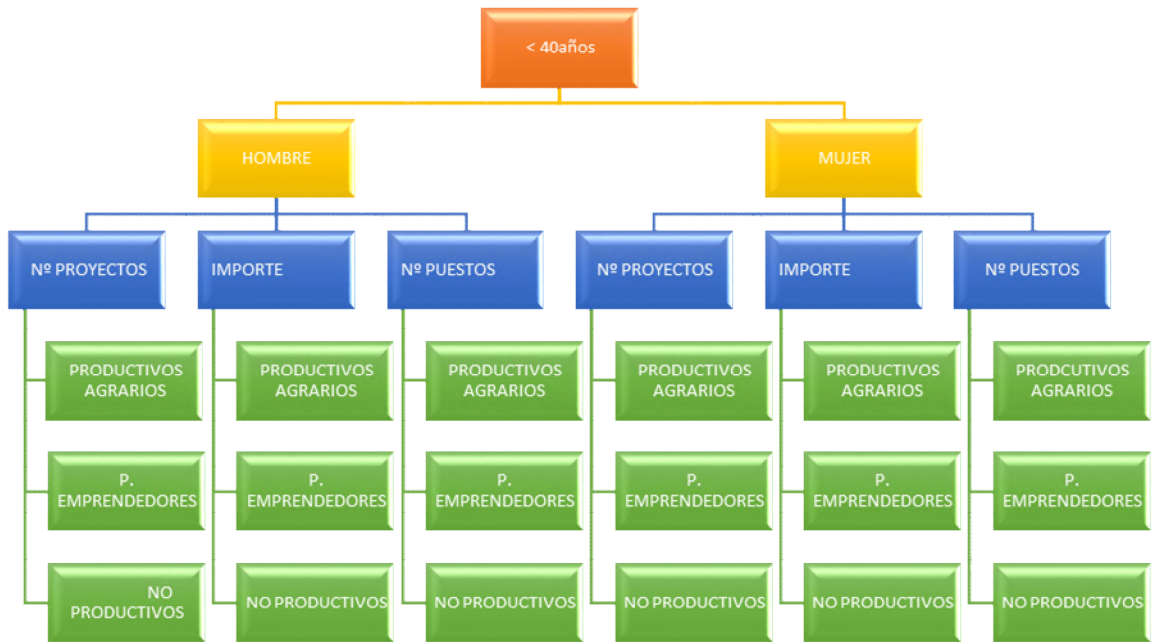 < 40años
HOMBRE
MUJER
Nº PROYECTOS
IMPORTE
Nº PUESTOS
Nº PROYECTOS
IMPORTE
Nº PUESTOS
PRODUCTIVOS
AGRARIOS
PRODUCTIVOS
AGRARIOS
PRODUCTIVOS
AGRARIOS
PRODUCTIVOS
AGRARIOS
PRODUCTIVOS
AGRARIOS
PRODCUTIVOS
AGRARIOS
P.
EMPRENDEDORES
P.
EMPRENDEDORES
P.
EMPRENDEDORES
P.
EMPRENDEDORES
P.
EMPRENDEDORES
P.
EMPRENDEDORES
NO
PRODUCTIVOS
NO PRODUCTIVOS
NO PRODUCTIVOS
NO PRODUCTIVOS
NO PRODUCTIVOS
NO PRODUCTIVOS